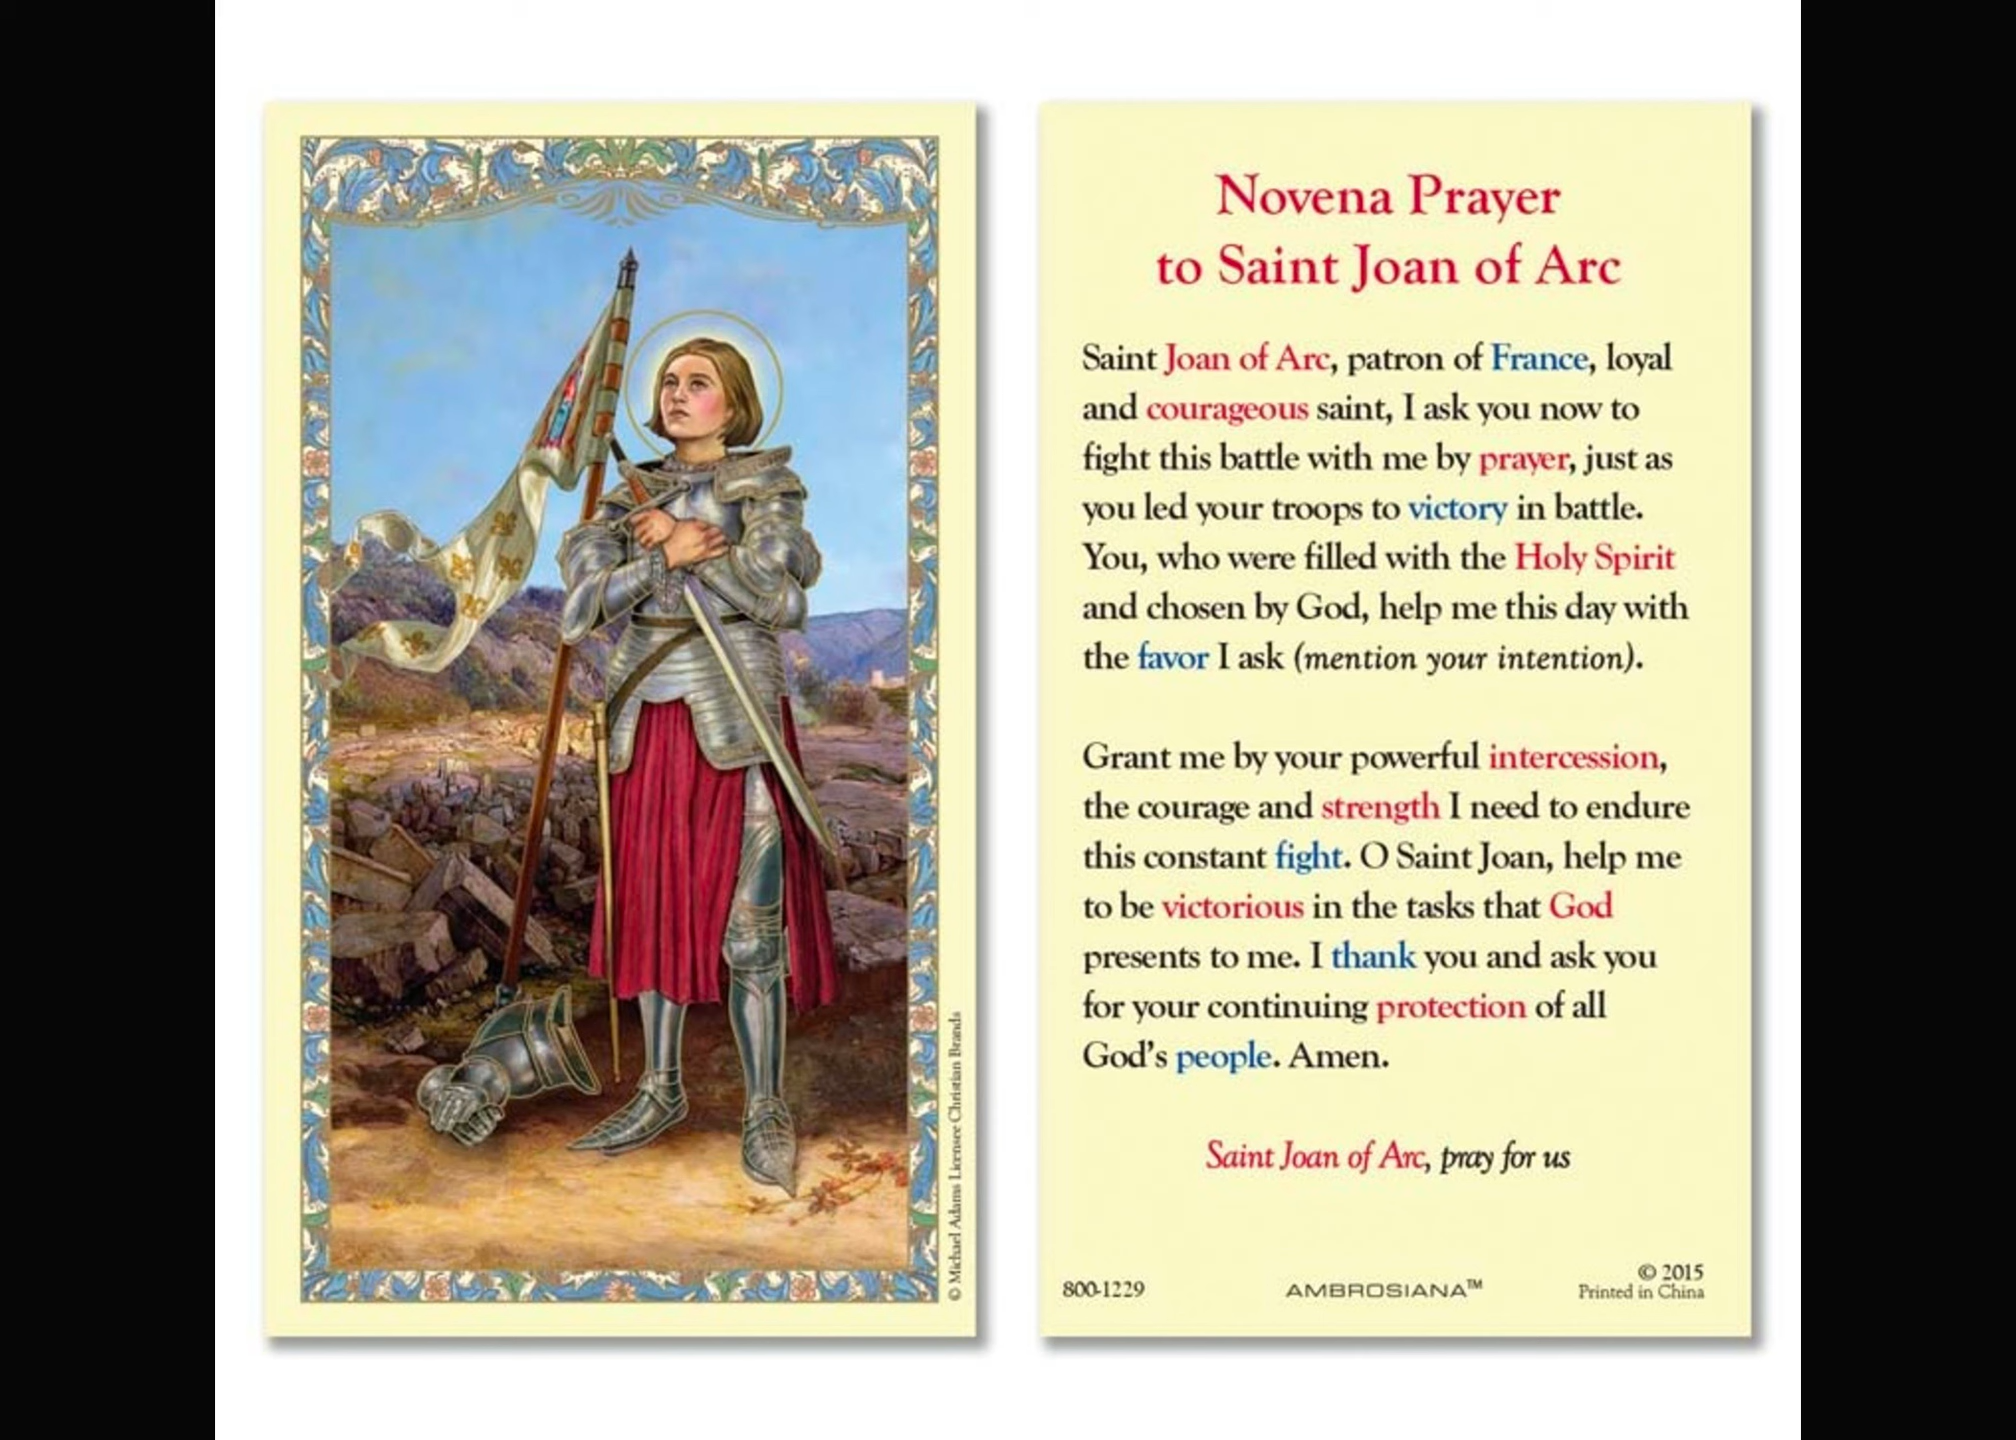 © Michael Adams Licensee Christian Brands
Novena Prayer
to Saint Joan of Arc
Saint Joan of Arc, patron of France, loyal
and courageous saint, I ask you now to
fight this battle with me by prayer, just as
you led your troops to victory in battle.
You, who were filled with the Holy Spirit
and chosen by God, help me this day with
the favor I ask (mention your intention).
Grant me by your powerful intercession,
the courage and strength I need to endure
this constant fight. O Saint Joan, help me
to be victorious in the tasks that God
presents to me. I thank you and ask you
for your continuing protection of all
God's people. Amen.
Saint Joan of Arc, pray for us
800-1229
AMBROSIANA™
© 2015
Printed in China